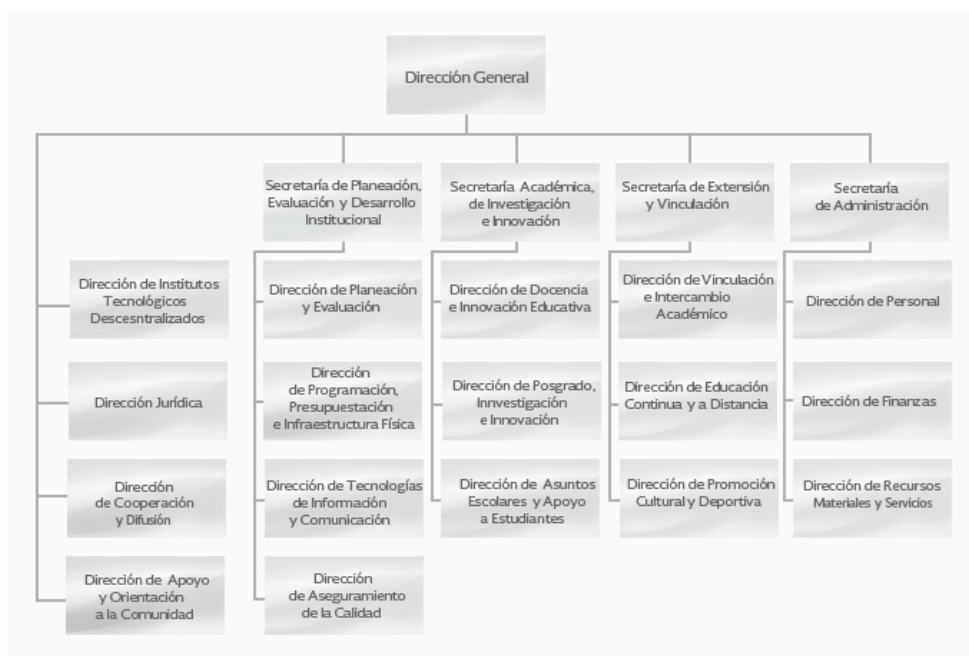 Dirección General
Secretaría de Planeación,
Evaluación y Desarrollo
Institucional
Secretaría Académica,
de Investigación
e Innovación
Secretaría de Extensión
y Vinculación
Secretaría
de Administración
Dirección de Institutos
Tecnológicos
Descesntralizados
Dirección Jurídica
Dirección
de Cooperación
y Difusión
Dirección de Apoyo
y Orientación
a la Comunidad
Dirección de Planeación
y Evaluación
Dirección
de Programación,
Presupuestación
e Infraestructura Física
Dirección de Tecnologías
de Información
y Comunicación
Dirección
de Aseguramiento
de la Calidad
Dirección de Docencia
e Innovación Educativa
Dirección de Posgrado,
Innvestigación
e Innovación
Dirección de Asuntos
Escolares y Apoyo
a Estudiantes
Dirección de Vinculación
e Intercambio
Académico
Dirección de Educación
Continua y a Distancia
Dirección de Promoción
Cultural y Deportiva
Dirección de Personal
Dirección de Finanzas
Dirección de Recursos
Materiales y Servicios